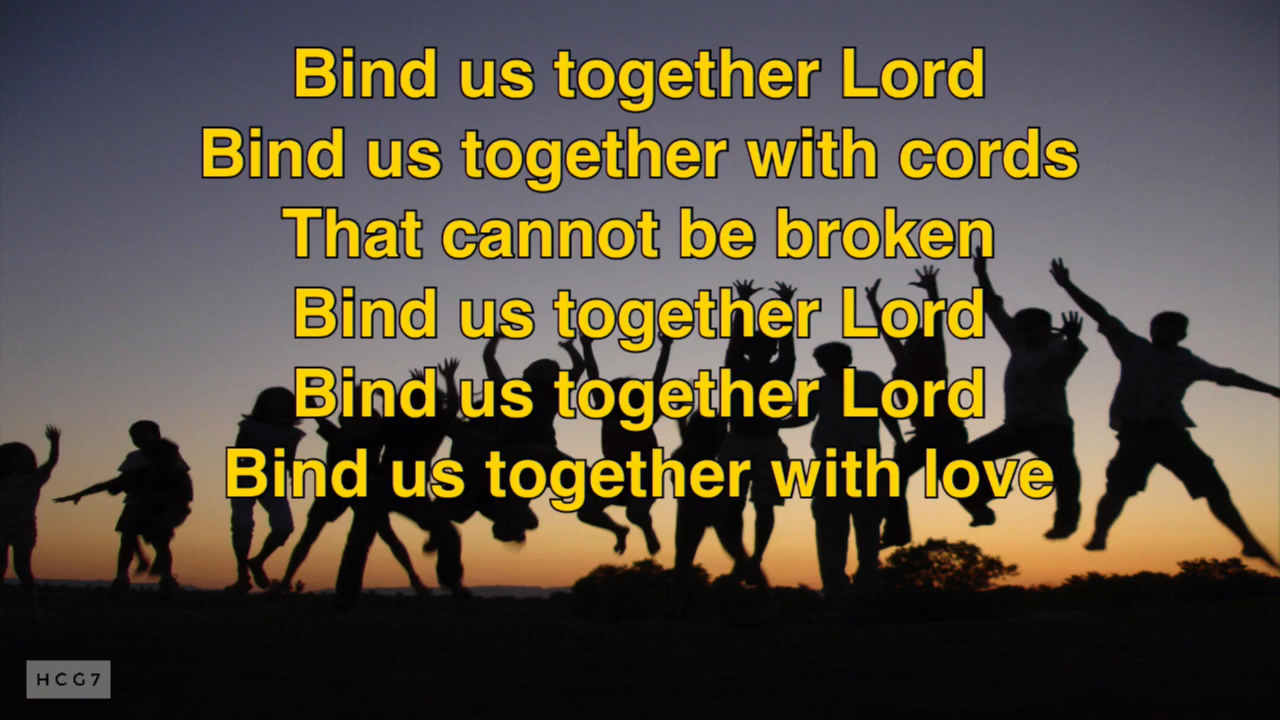 Bind us together Lord
Bind us together with cords
That cannot be broken
Bind us together Lord
Bind us together Lord
Bind us together with love
HCG7